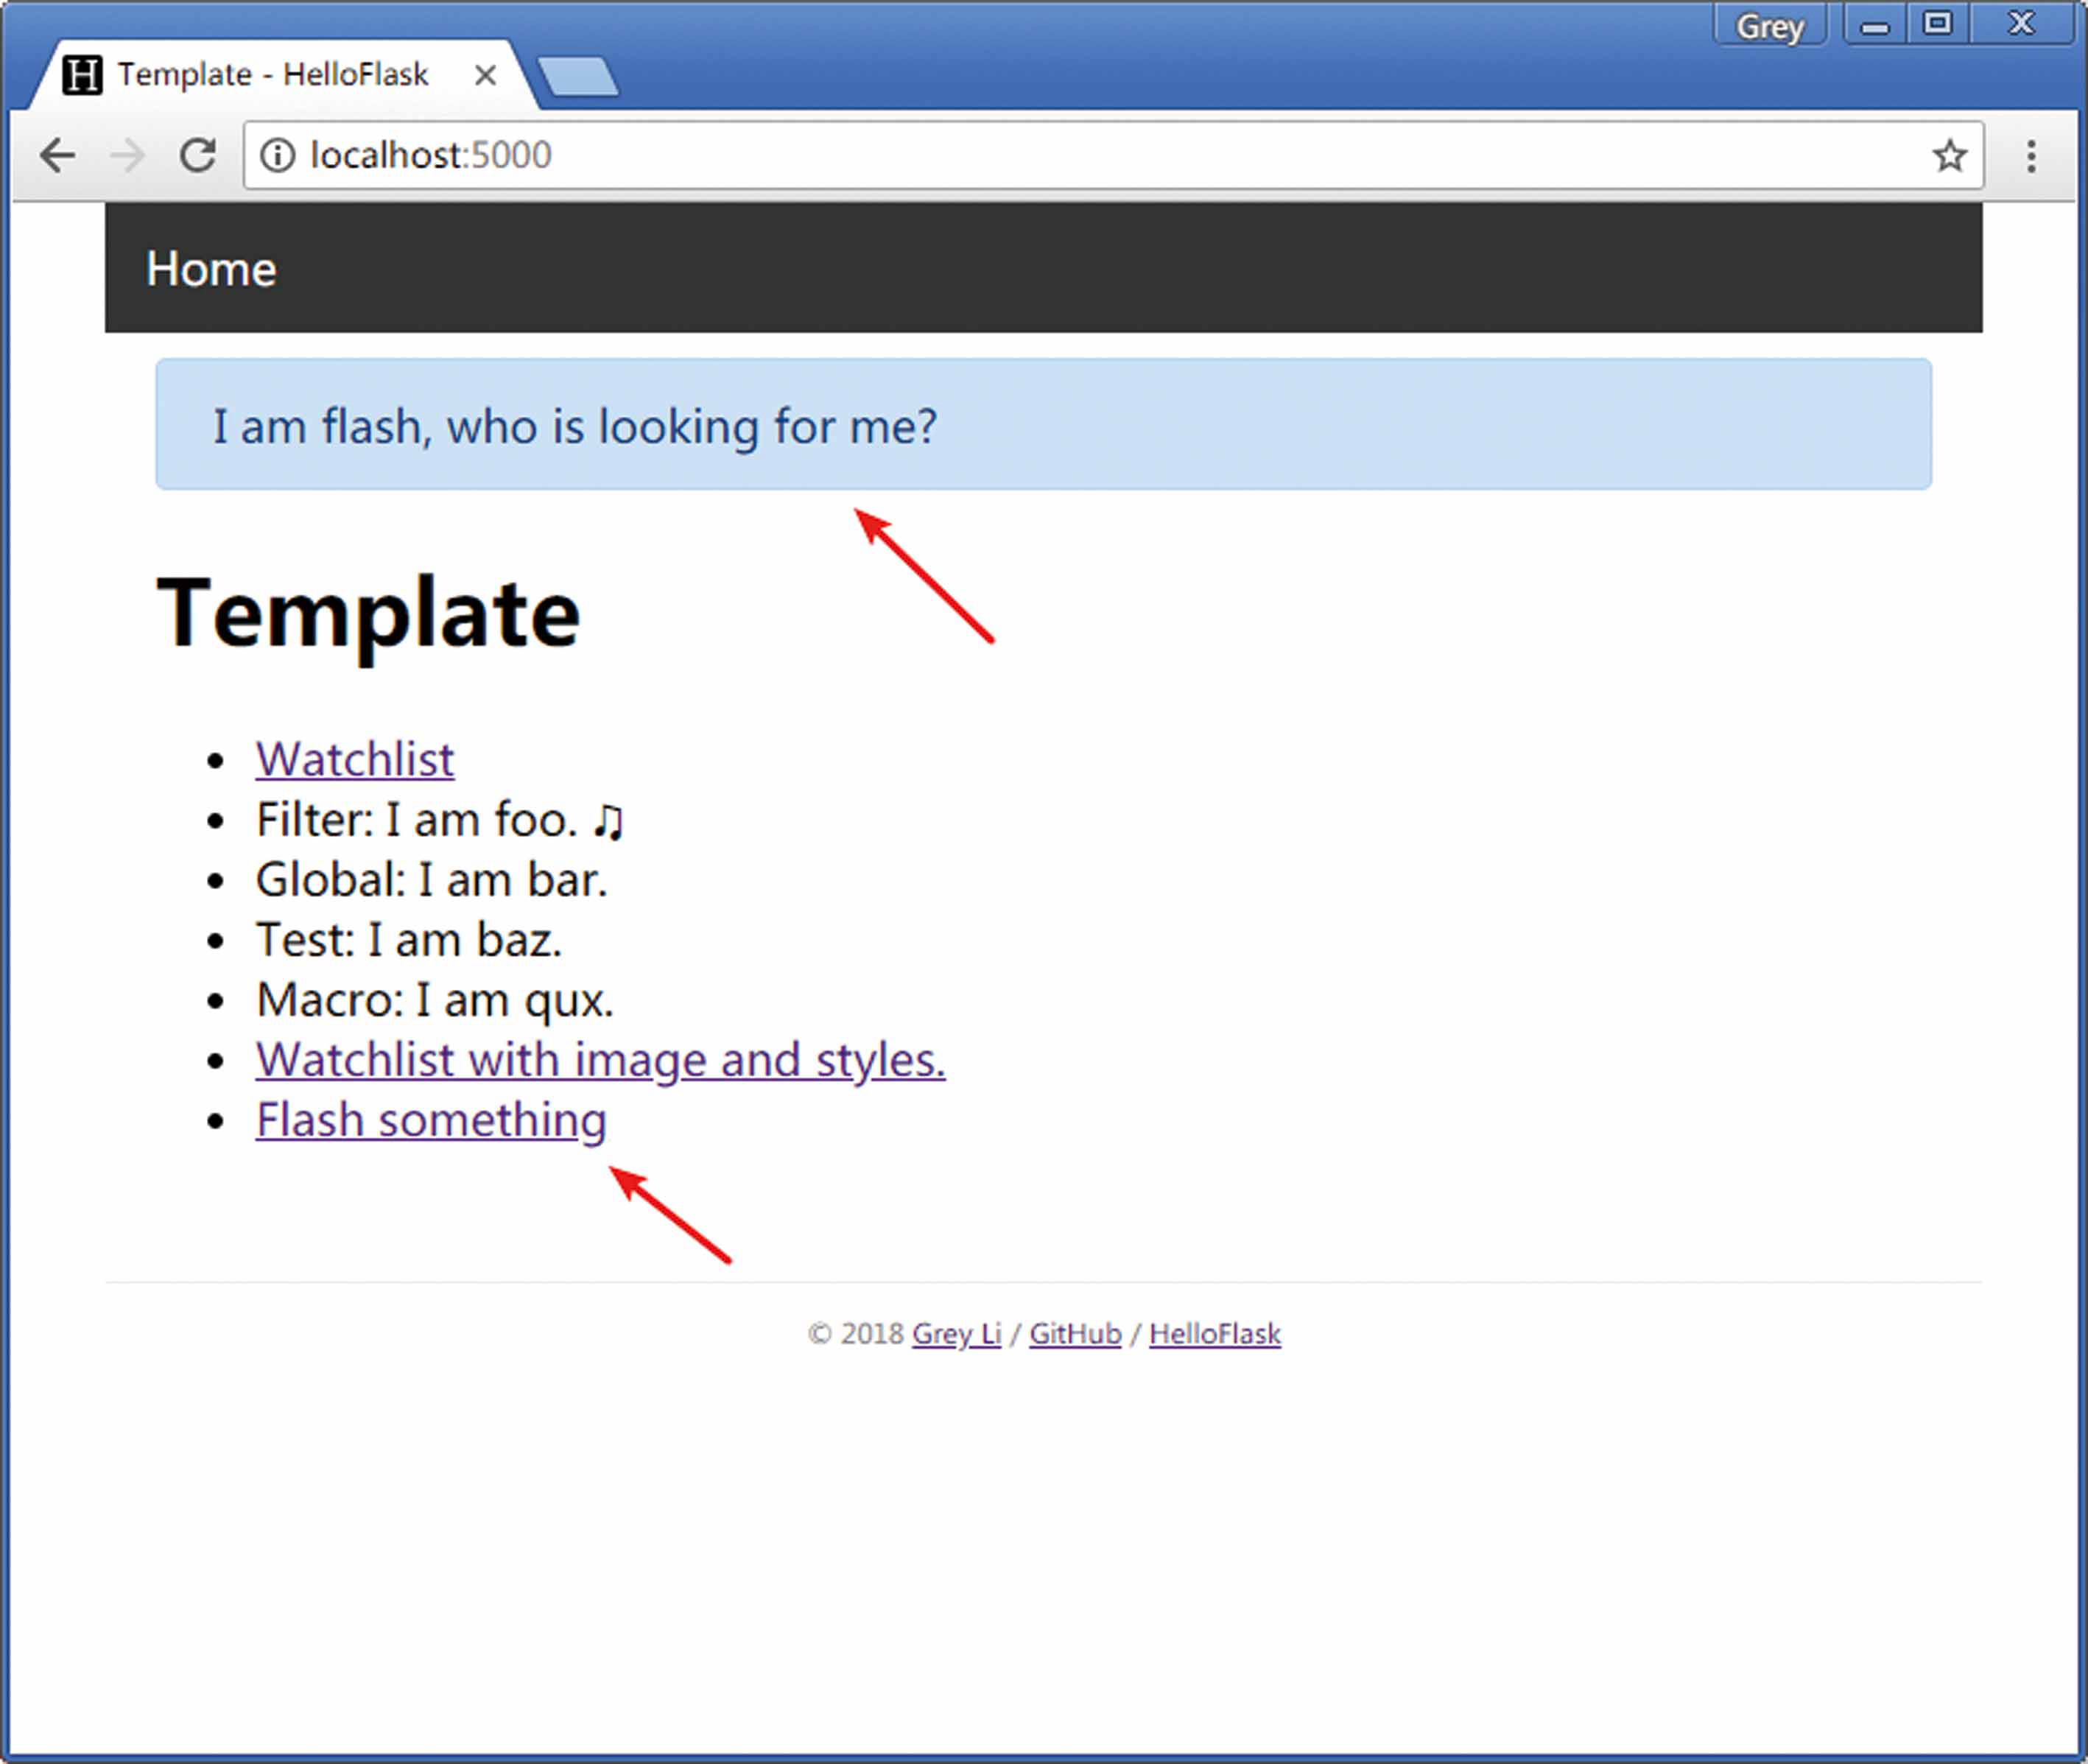 Grey
H Template - HelloFlask
localhost:5000
Home
I am flash, who is looking for me?
Template
• Watchlist
• Filter: I am foo. ♫
• Global: I am bar.
• Test: I am baz.
• Macro: I am qux.
• Watchlist with image and styles.
• Flash something
© 2018 Grey Li / GitHub / HelloFlask